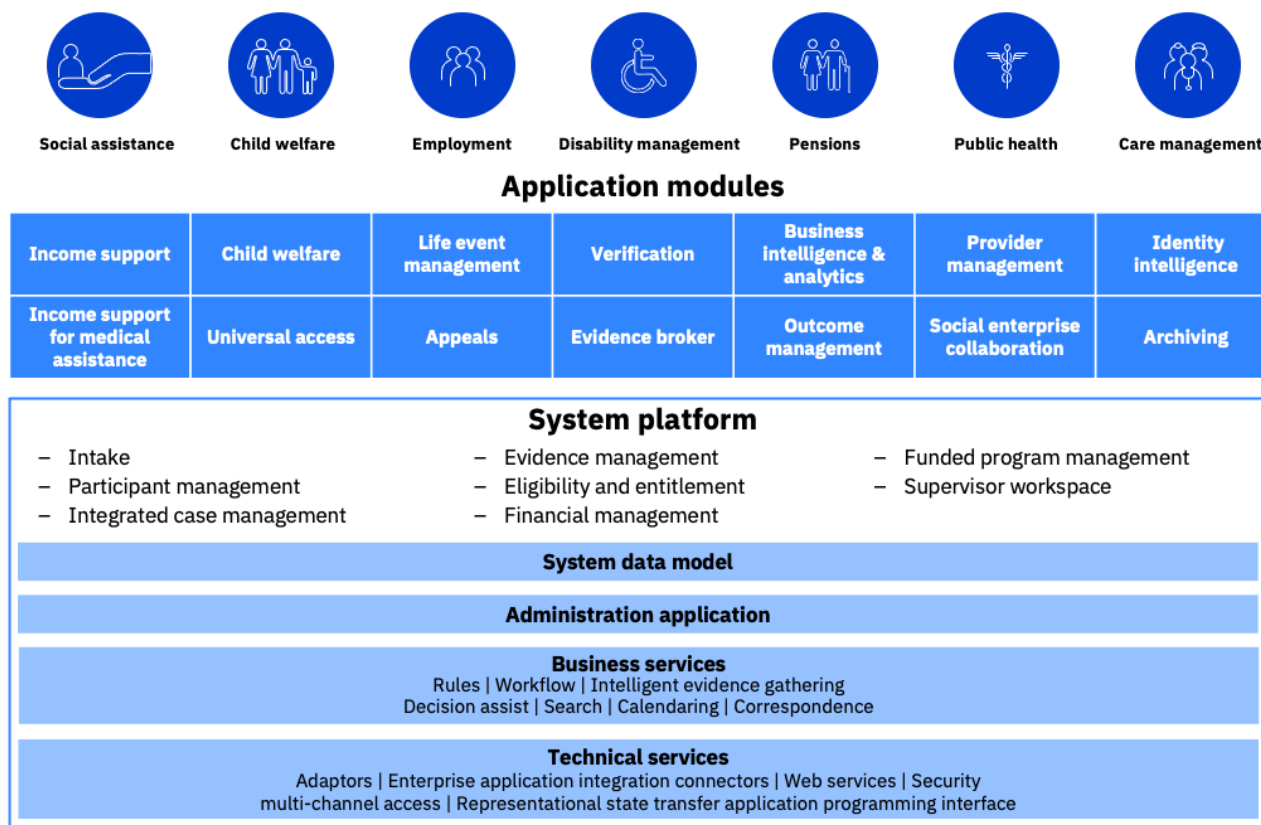 Social assistance
Child welfare
Employment
Disability management
Pensions
Public health
Care management
Application modules
Income support
Child welfare
Life event
management
Verification
Business
intelligence &
analytics
Provider
management
Identity
intelligence
Income support
for medical
assistance
Universal access
Appeals
Evidence broker
Outcome
management
Social enterprise
collaboration
Archiving
System platform
– Intake
– Participant management
– Integrated case management
– Evidence management
– Eligibility and entitlement
– Financial management
– Funded program management
– Supervisor workspace
System data model
Administration application
Business services
Rules | Workflow | Intelligent evidence gathering
Decision assist | Search | Calendaring | Correspondence
Technical services
Adaptors | Enterprise application integration connectors | Web services | Security
multi-channel access | Representational state transfer application programming interface